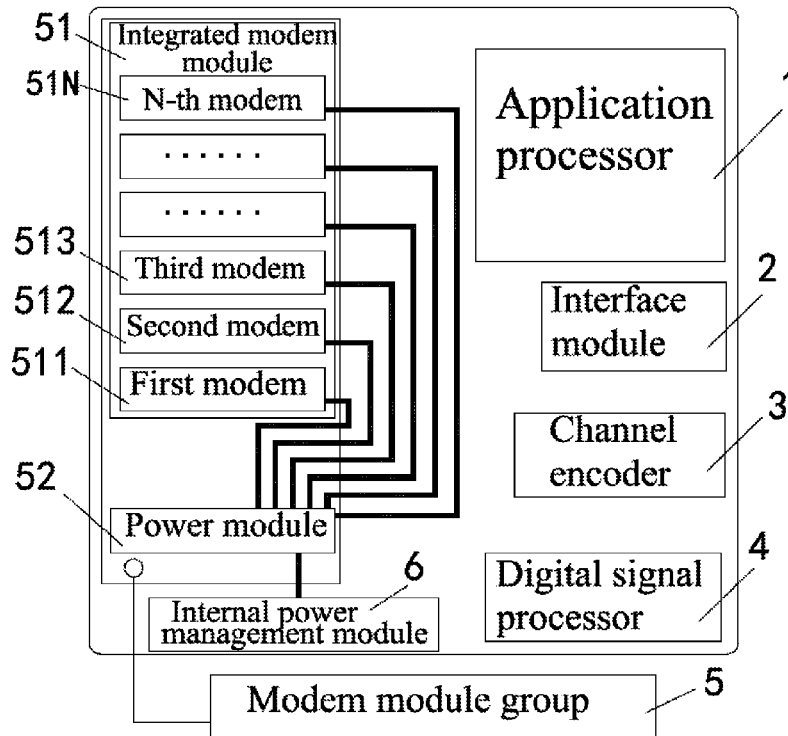 51
Integrated modem
module
51N
N-th modem
······
······
513
Third modem
512
Second modem
511
First modem
52
Power module
6
Internal power
management module
Application
processor
1
2
Interface
module
3
Channel
encoder
4
Digital signal
processor
Modem module group
5